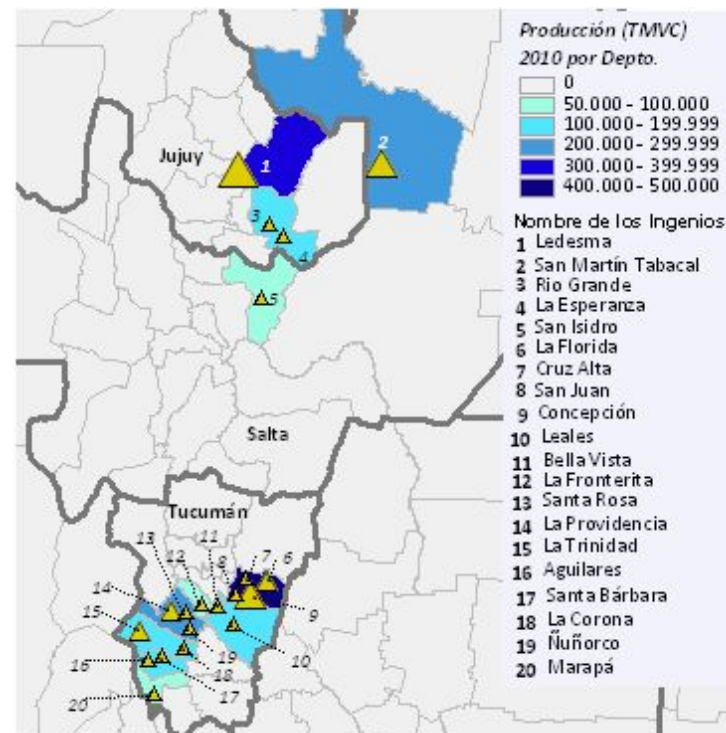 Producción (TMVC)
2010 por Depto.
0
50.000 - 100.000
100.000 - 199.999
200.000 - 299.999
300.000 - 399.999
400.000 - 500.000
Nombre de los Ingenios
1 Ledesma
2 San Martín Tabacal
3 Rio Grande
4 La Esperanza
5 San Isidro
6 La Florida
7 Cruz Alta
8 San Juan
9 Concepción
10 Leales
11 Bella Vista
12 La Fronterita
13 Santa Rosa
14 La Providencia
15 La Trinidad
16 Aguilares
17 Santa Bárbara
18 La Corona
19 Ñuñorco
20 Marapá
Jujuy
1
2
3
4
5
Salta
Tucumán
13
12
11
8
7
6
14
15
9
10
16
19
18
17
20